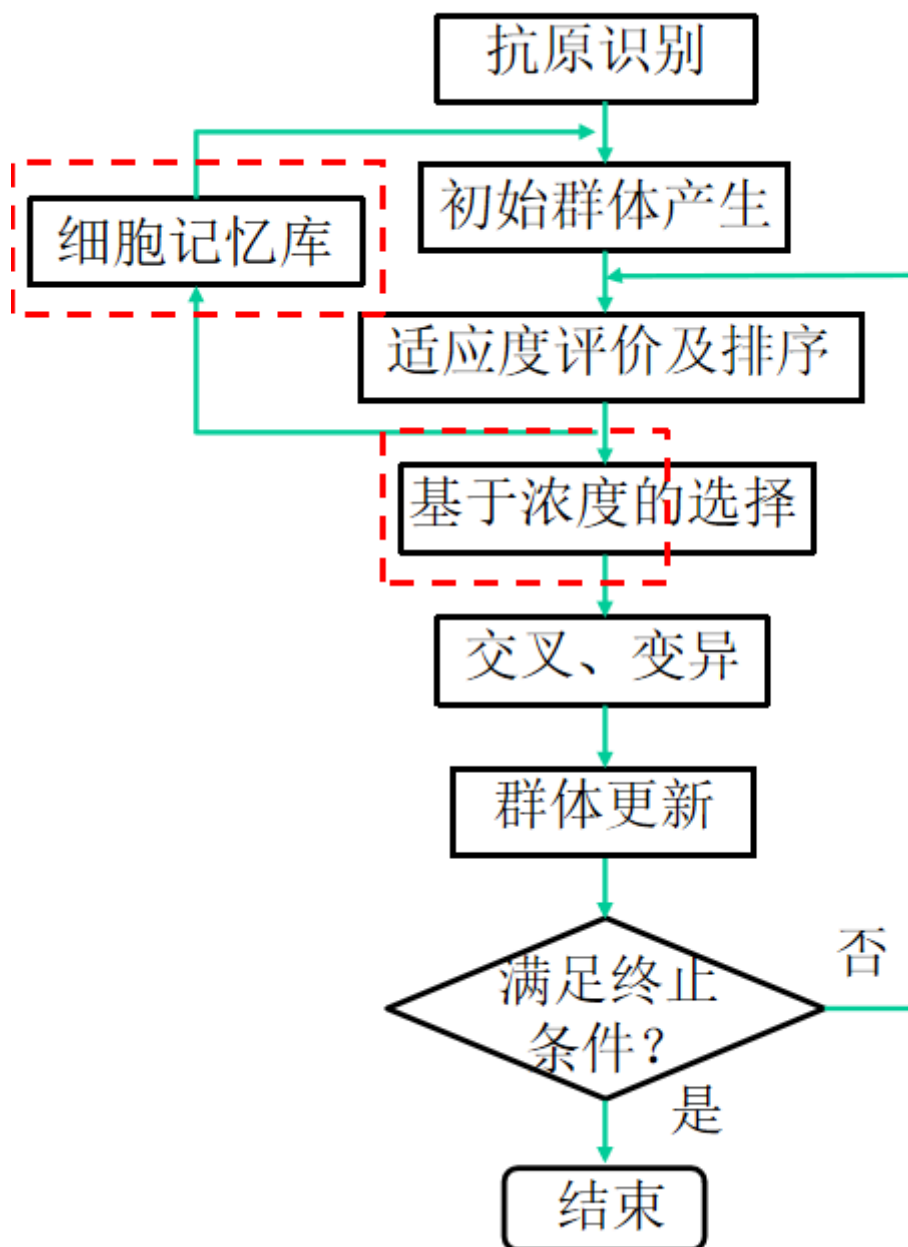 抗原识别
初始群体产生
细胞记忆库
适应度评价及排序
基于浓度的选择
交叉、变异
群体更新
满足终止
条件？
否
是
结束